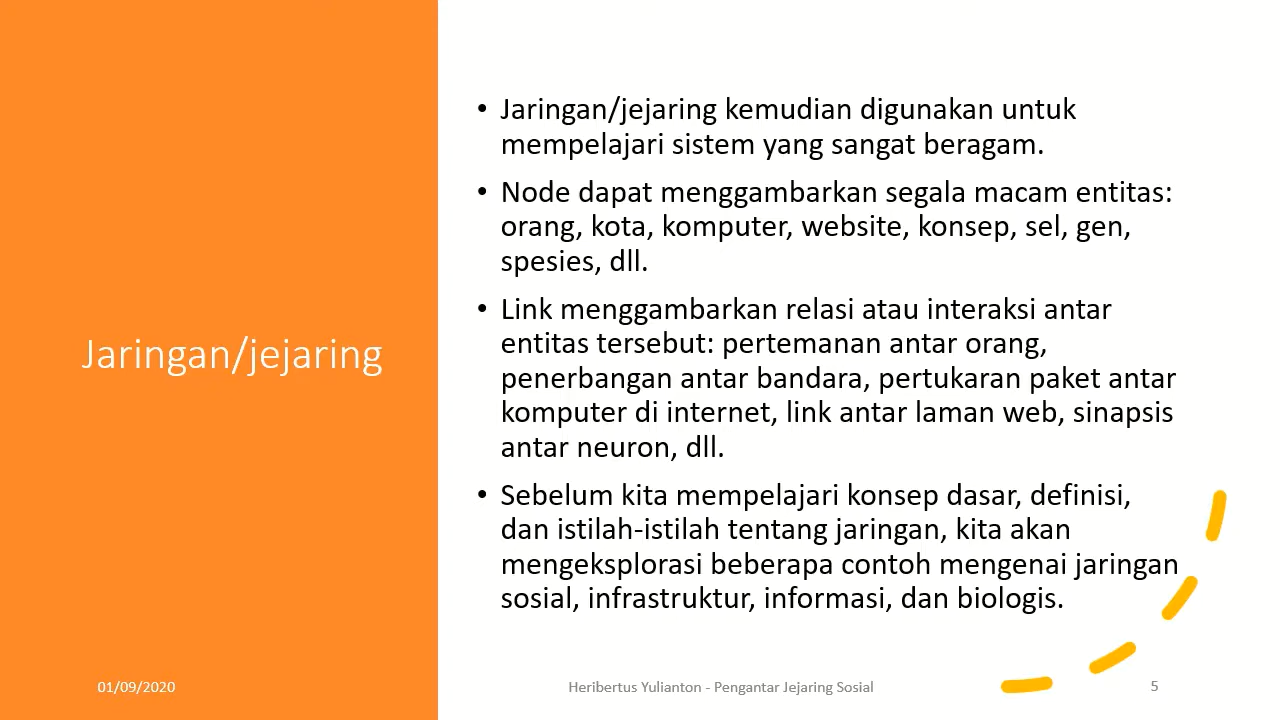 Jaringan/jejaring
• Jaringan/jejaring kemudian digunakan untuk
mempelajari sistem yang sangat beragam.
• Node dapat menggambarkan segala macam entitas:
orang, kota, komputer, website, konsep, sel, gen,
spesies, dll.
• Link menggambarkan relasi atau interaksi antar
entitas tersebut: pertemanan antar orang,
penerbangan antar bandara, pertukaran paket antar
komputer di internet, link antar laman web, sinapsis
antar neuron, dll.
• Sebelum kita mempelajari konsep dasar, definisi,
dan istilah-istilah tentang jaringan, kita akan
mengeksplorasi beberapa contoh mengenai jaringan
sosial, infrastruktur, informasi, dan biologis.
01/09/2020
Heribertus Yulianton - Pengantar Jejaring Sosial
5